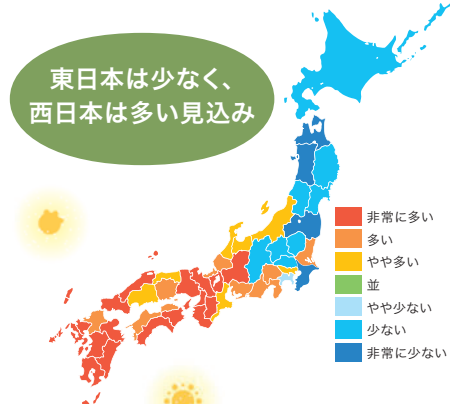 東日本は少なく、
西日本は多い見込み
非常に多い
多い
やや多い
並
やや少ない
少ない
非常に少ない